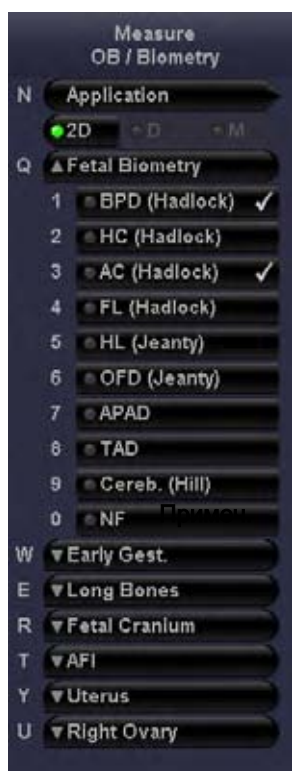 Measure
OB / Biometry
N Application
2D D M
Q Fetal Biometry
1 BPD (Hadlock) ✓
2 HC (Hadlock)
3 AC (Hadlock) ✓
4 FL (Hadlock)
5 HL (Jeanty)
6 OFD (Jeanty)
7 APAD
8 TAD
9 Cereb. (Hill)
0 NF
W Early Gest.
E Long Bones
R Fetal Cranium
T AFI
Y Uterus
U Right Ovary